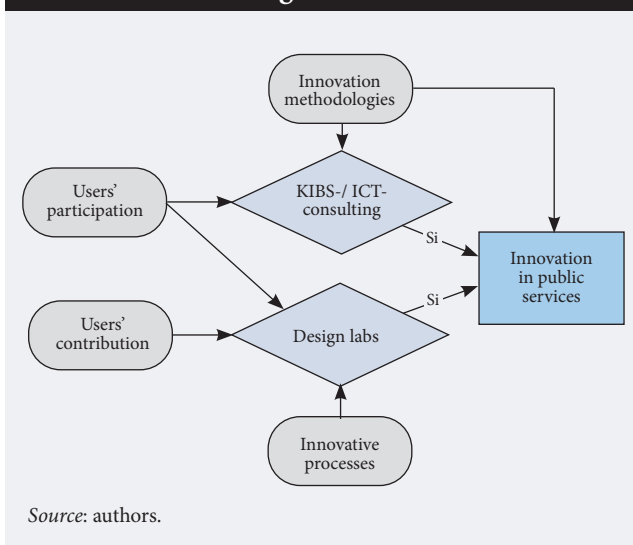 Innovation
methodologies
Users'
participation
KIBS-/ ICT-
consulting
Si
Innovation
in public
services
Users'
contribution
Design labs
Si
Innovative
processes
Source: authors.